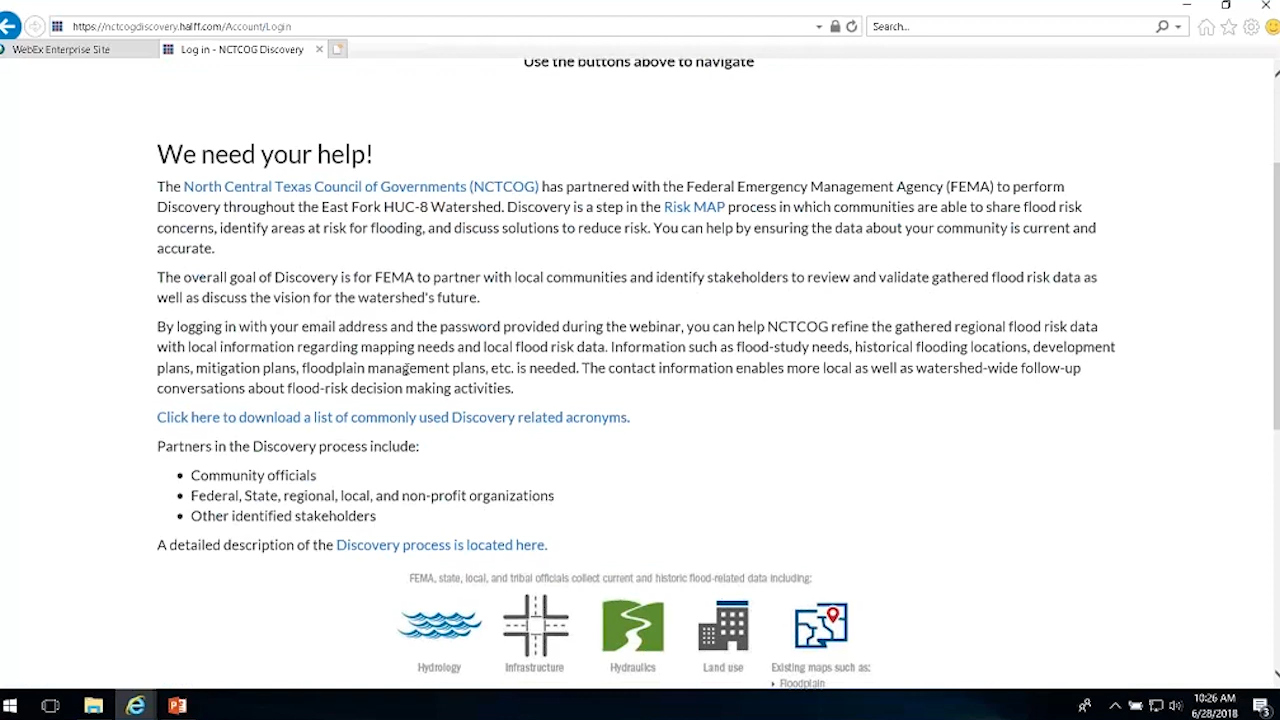 https://nctcogdiscovery.halff.com/Account/Login
Search...
WebEx Enterprise Site
Log in - NCTCOG Discovery
Use the buttons above to navigate
We need your help!
The North Central Texas Council of Governments (NCTCOG) has partnered with the Federal Emergency Management Agency (FEMA) to perform
Discovery throughout the East Fork HUC-8 Watershed. Discovery is a step in the Risk MAP process in which communities are able to share flood risk
concerns, identify areas at risk for flooding, and discuss solutions to reduce risk. You can help by ensuring the data about your community is current and
accurate.
The overall goal of Discovery is for FEMA to partner with local communities and identify stakeholders to review and validate gathered flood risk data as
well as discuss the vision for the watershed's future.
By logging in with your email address and the password provided during the webinar, you can help NCTCOG refine the gathered regional flood risk data
with local information regarding mapping needs and local flood risk data. Information such as flood-study needs, historical flooding locations, development
plans, mitigation plans, floodplain management plans, etc. is needed. The contact information enables more local as well as watershed-wide follow-up
conversations about flood-risk decision making activities.
Click here to download a list of commonly used Discovery related acronyms.
Partners in the Discovery process include:
• Community officials
• Federal, State, regional, local, and non-profit organizations
• Other identified stakeholders
A detailed description of the Discovery process is located here.
FEMA, state, local, and tribal officials collect current and historic flood-related data including:
Hydrology
Infrastructure
Hydraulics
Land use
Existing maps such as:
Floodplain
10:26 AM
6/28/2018
3